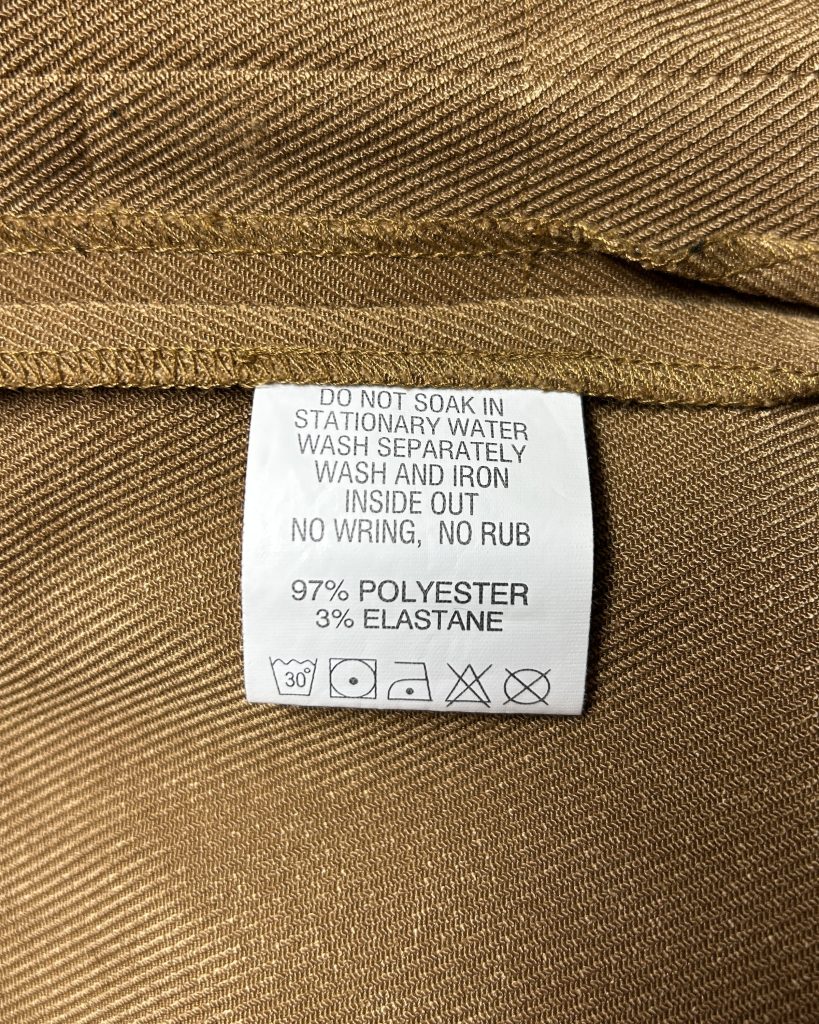 DO NOT SOAK IN
STATIONARY WATER
WASH SEPARATELY
WASH AND IRON
INSIDE OUT
NO WRING, NO RUB
97% POLYESTER
3% ELASTANE
30°